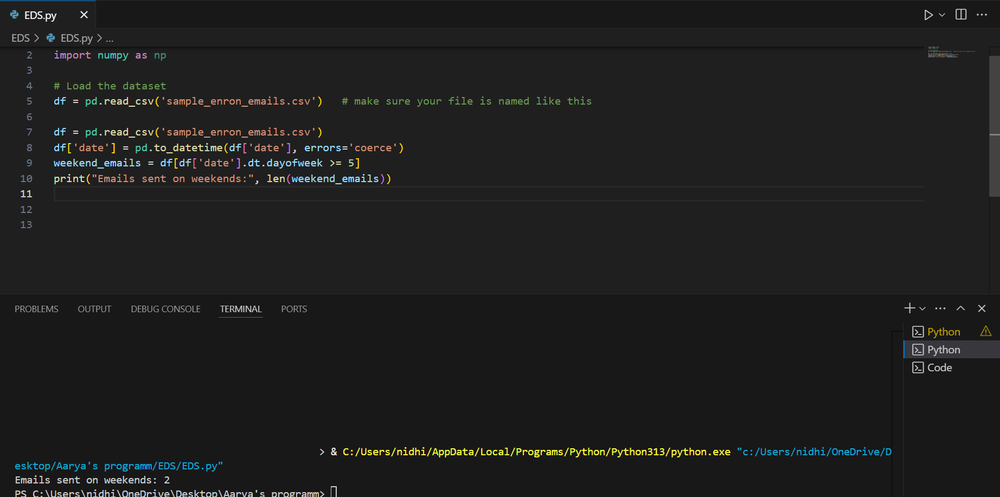 EDS.py
EDS > EDS.py > ...
2 import numpy as np
3
4 # Load the dataset
5 df = pd.read_csv('sample_enron_emails.csv')   # make sure your file is named like this
6
7 df = pd.read_csv('sample_enron_emails.csv')
8 df['date'] = pd.to_datetime(df['date'], errors='coerce')
9 weekend_emails = df[df['date'].dt.dayofweek >= 5]
10 print("Emails sent on weekends:", len(weekend_emails))
11
12
13
PROBLEMS OUTPUT DEBUG CONSOLE TERMINAL PORTS
Python
Python
Code
> & C:/Users/nidhi/AppData/Local/Programs/Python/Python313/python.exe "c:/Users/nidhi/OneDrive/D
esktop/Aarya's programm/EDS/EDS.py"
Emails sent on weekends: 2
PS C:\Users\nidhi\OneDrive\Desktop\Aarya's programm>